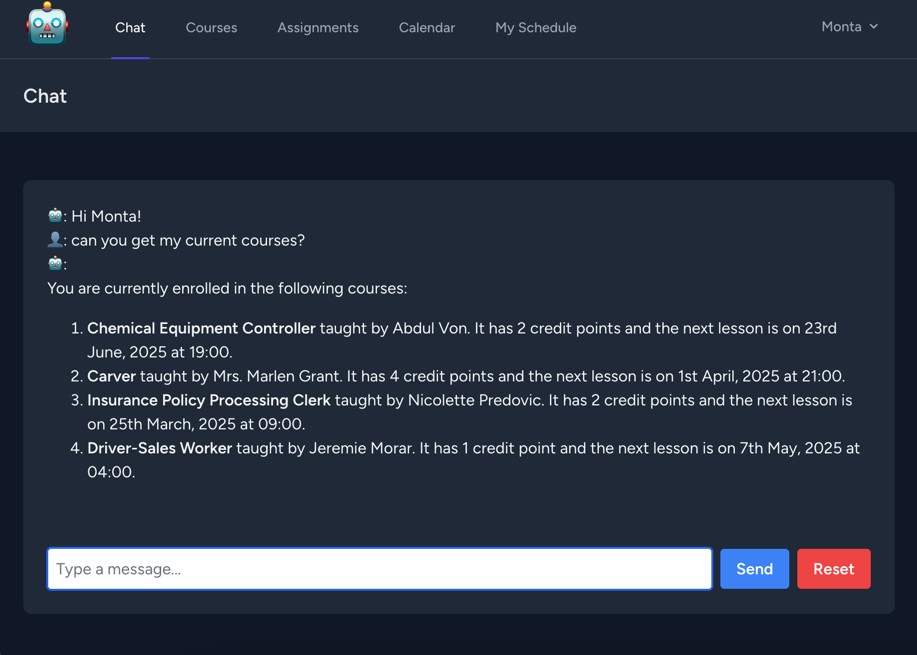 Chat Courses Assignments Calendar My Schedule Monta
Chat
🤖: Hi Monta!
👤: can you get my current courses?
🤖:
You are currently enrolled in the following courses:
1. Chemical Equipment Controller taught by Abdul Von. It has 2 credit points and the next lesson is on 23rd
June, 2025 at 19:00.
2. Carver taught by Mrs. Marlen Grant. It has 4 credit points and the next lesson is on 1st April, 2025 at 21:00.
3. Insurance Policy Processing Clerk taught by Nicolette Predovic. It has 2 credit points and the next lesson is
on 25th March, 2025 at 09:00.
4. Driver-Sales Worker taught by Jeremie Morar. It has 1 credit point and the next lesson is on 7th May, 2025 at
04:00.
Type a message... Send Reset